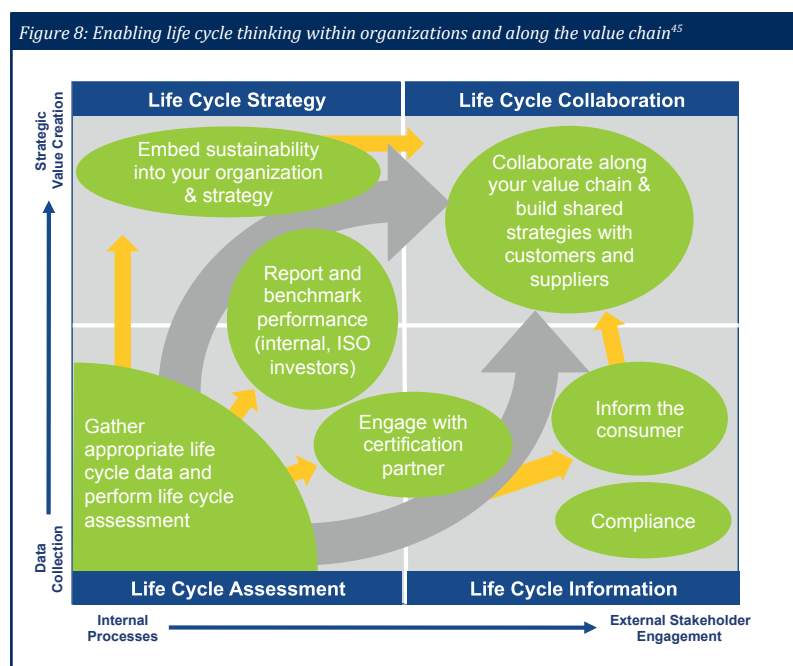 Figure 8: Enabling life cycle thinking within organizations and along the value chain45
Life Cycle Strategy
Life Cycle Collaboration
Strategic
Value Creation
Embed sustainability
into your organization
& strategy
Collaborate along
your value chain &
build shared
strategies with
customers and
suppliers
Report and
benchmark
performance
(internal, ISO
investors)
Gather
appropriate life
cycle data and
perform life cycle
assessment
Engage with
certification
partner
Inform the
consumer
Compliance
Data
Collection
Life Cycle Assessment
Life Cycle Information
Internal
Processes
External Stakeholder
Engagement